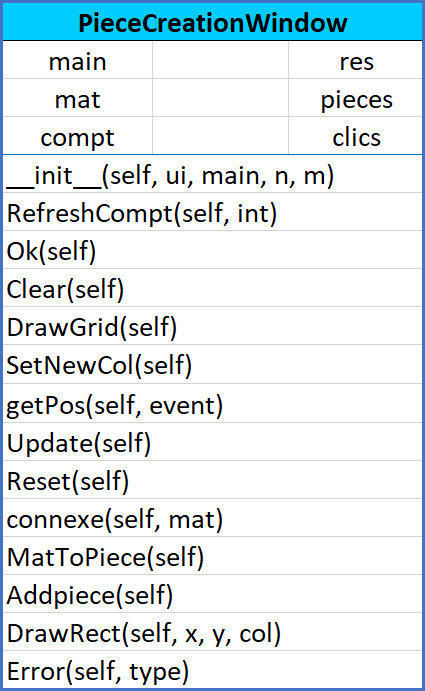 PieceCreationWindow
main res
mat pieces
compt clics
__init__(self, ui, main, n, m)
RefreshCompt(self, int)
Ok(self)
Clear(self)
DrawGrid(self)
SetNewCol(self)
getPos(self, event)
Update(self)
Reset(self)
connexe(self, mat)
MatToPiece(self)
Addpiece(self)
DrawRect(self, x, y, col)
Error(self, type)